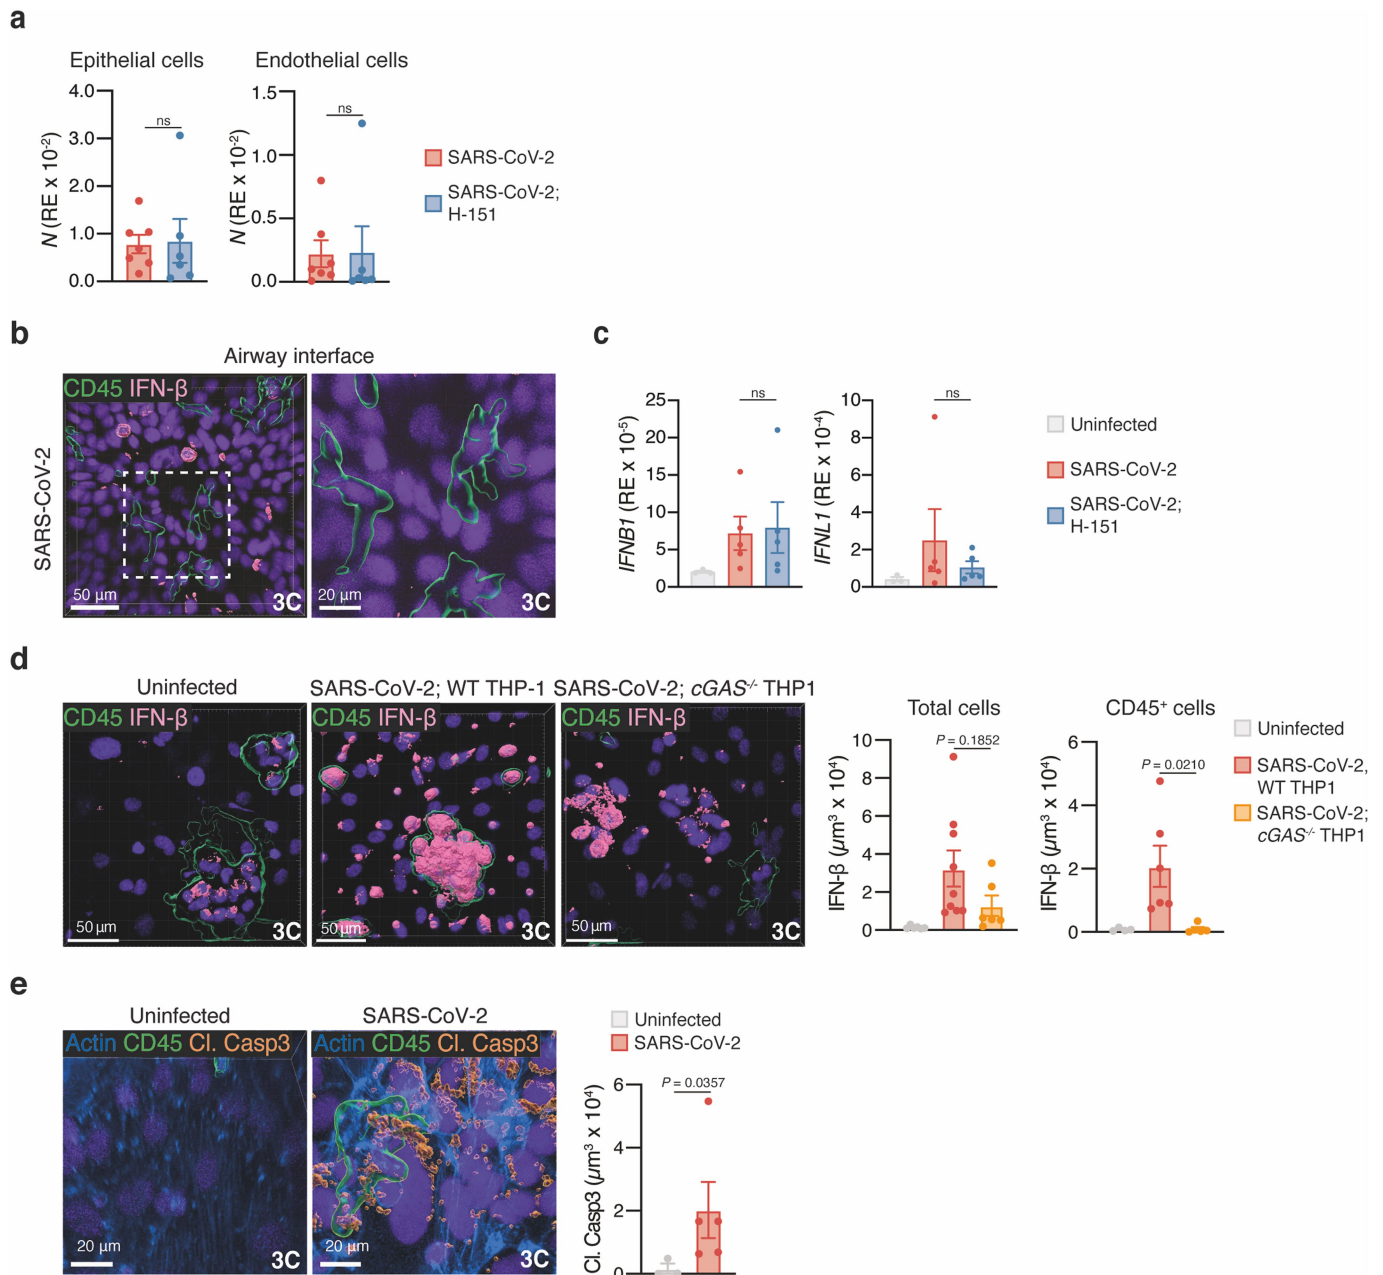 a
Epithelial cells
Endothelial cells
N (RE x 10-2)
4.0
3.0
2.0
1.0
0.0
ns
N (RE x 10-2)
1.5
1.0
0.5
0.0
ns
SARS-CoV-2
SARS-CoV-2;
H-151
b
Airway interface
SARS-CoV-2
CD45 IFN-β
50 µm
3C
20 µm
3C
c
IFNB1 (RE x 10-5)
25
20
15
10
5
0
ns
IFNL1 (RE x 10-4)
10
8
6
4
2
0
ns
Uninfected
SARS-CoV-2
SARS-CoV-2;
H-151
d
Uninfected
SARS-CoV-2; WT THP-1
SARS-CoV-2; cGAS-/- THP1
CD45 IFN-β
50 µm
3C
CD45 IFN-β
50 µm
3C
CD45 IFN-β
50 µm
3C
Total cells
IFN-β (µm3 x 104)
10
8
6
4
2
0
P = 0.1852
CD45+ cells
IFN-β (µm3 x 104)
6
4
2
0
P = 0.0210
Uninfected
SARS-CoV-2,
WT THP1
SARS-CoV-2;
cGAS-/- THP1
e
Uninfected
SARS-CoV-2
Actin CD45 Cl. Casp3
20 µm
3C
Actin CD45 Cl. Casp3
20 µm
3C
Uninfected
SARS-CoV-2
Cl. Casp3 (µm3 x 104)
6
4
2
0
P = 0.0357